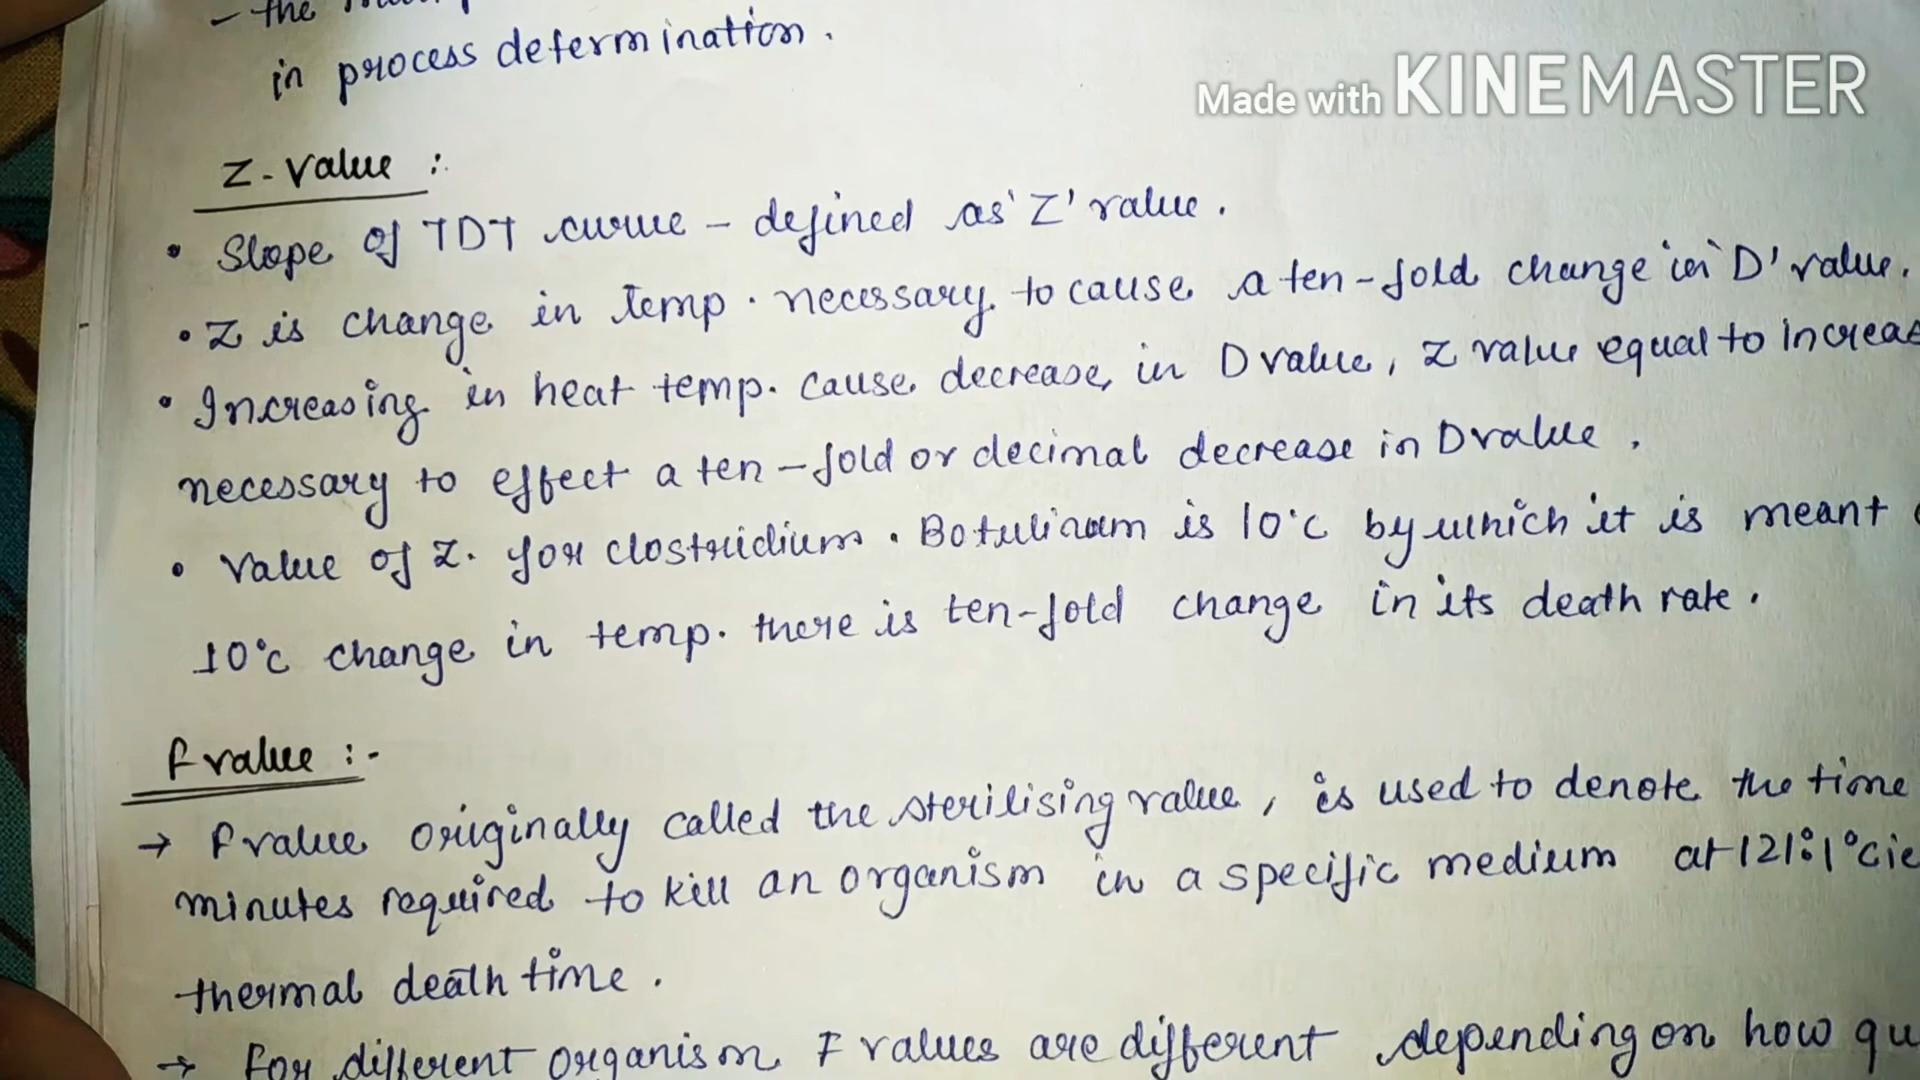 - the
in process determination.
Made with KINEMASTER
Z-Value :
• Slope of TDT curve - defined as 'Z' value.
• Z is change in temp. necessary to cause a ten-fold change in 'D' value.
• Increasing in heat temp. cause decrease in D value, Z value equal to increas
necessary to effect a ten-fold or decimal decrease in D value.
• Value of Z. for clostridium. Botulinum is 10°C by which it is meant
10°C change in temp. there is ten-fold change in its death rate.
F value :-
→ F value originally called the sterilising value, is used to denote the time
minutes required to kill an organism in a specific medium at 121.1°C ie
thermal death time.
→ For different organism F values are different depending on how qu